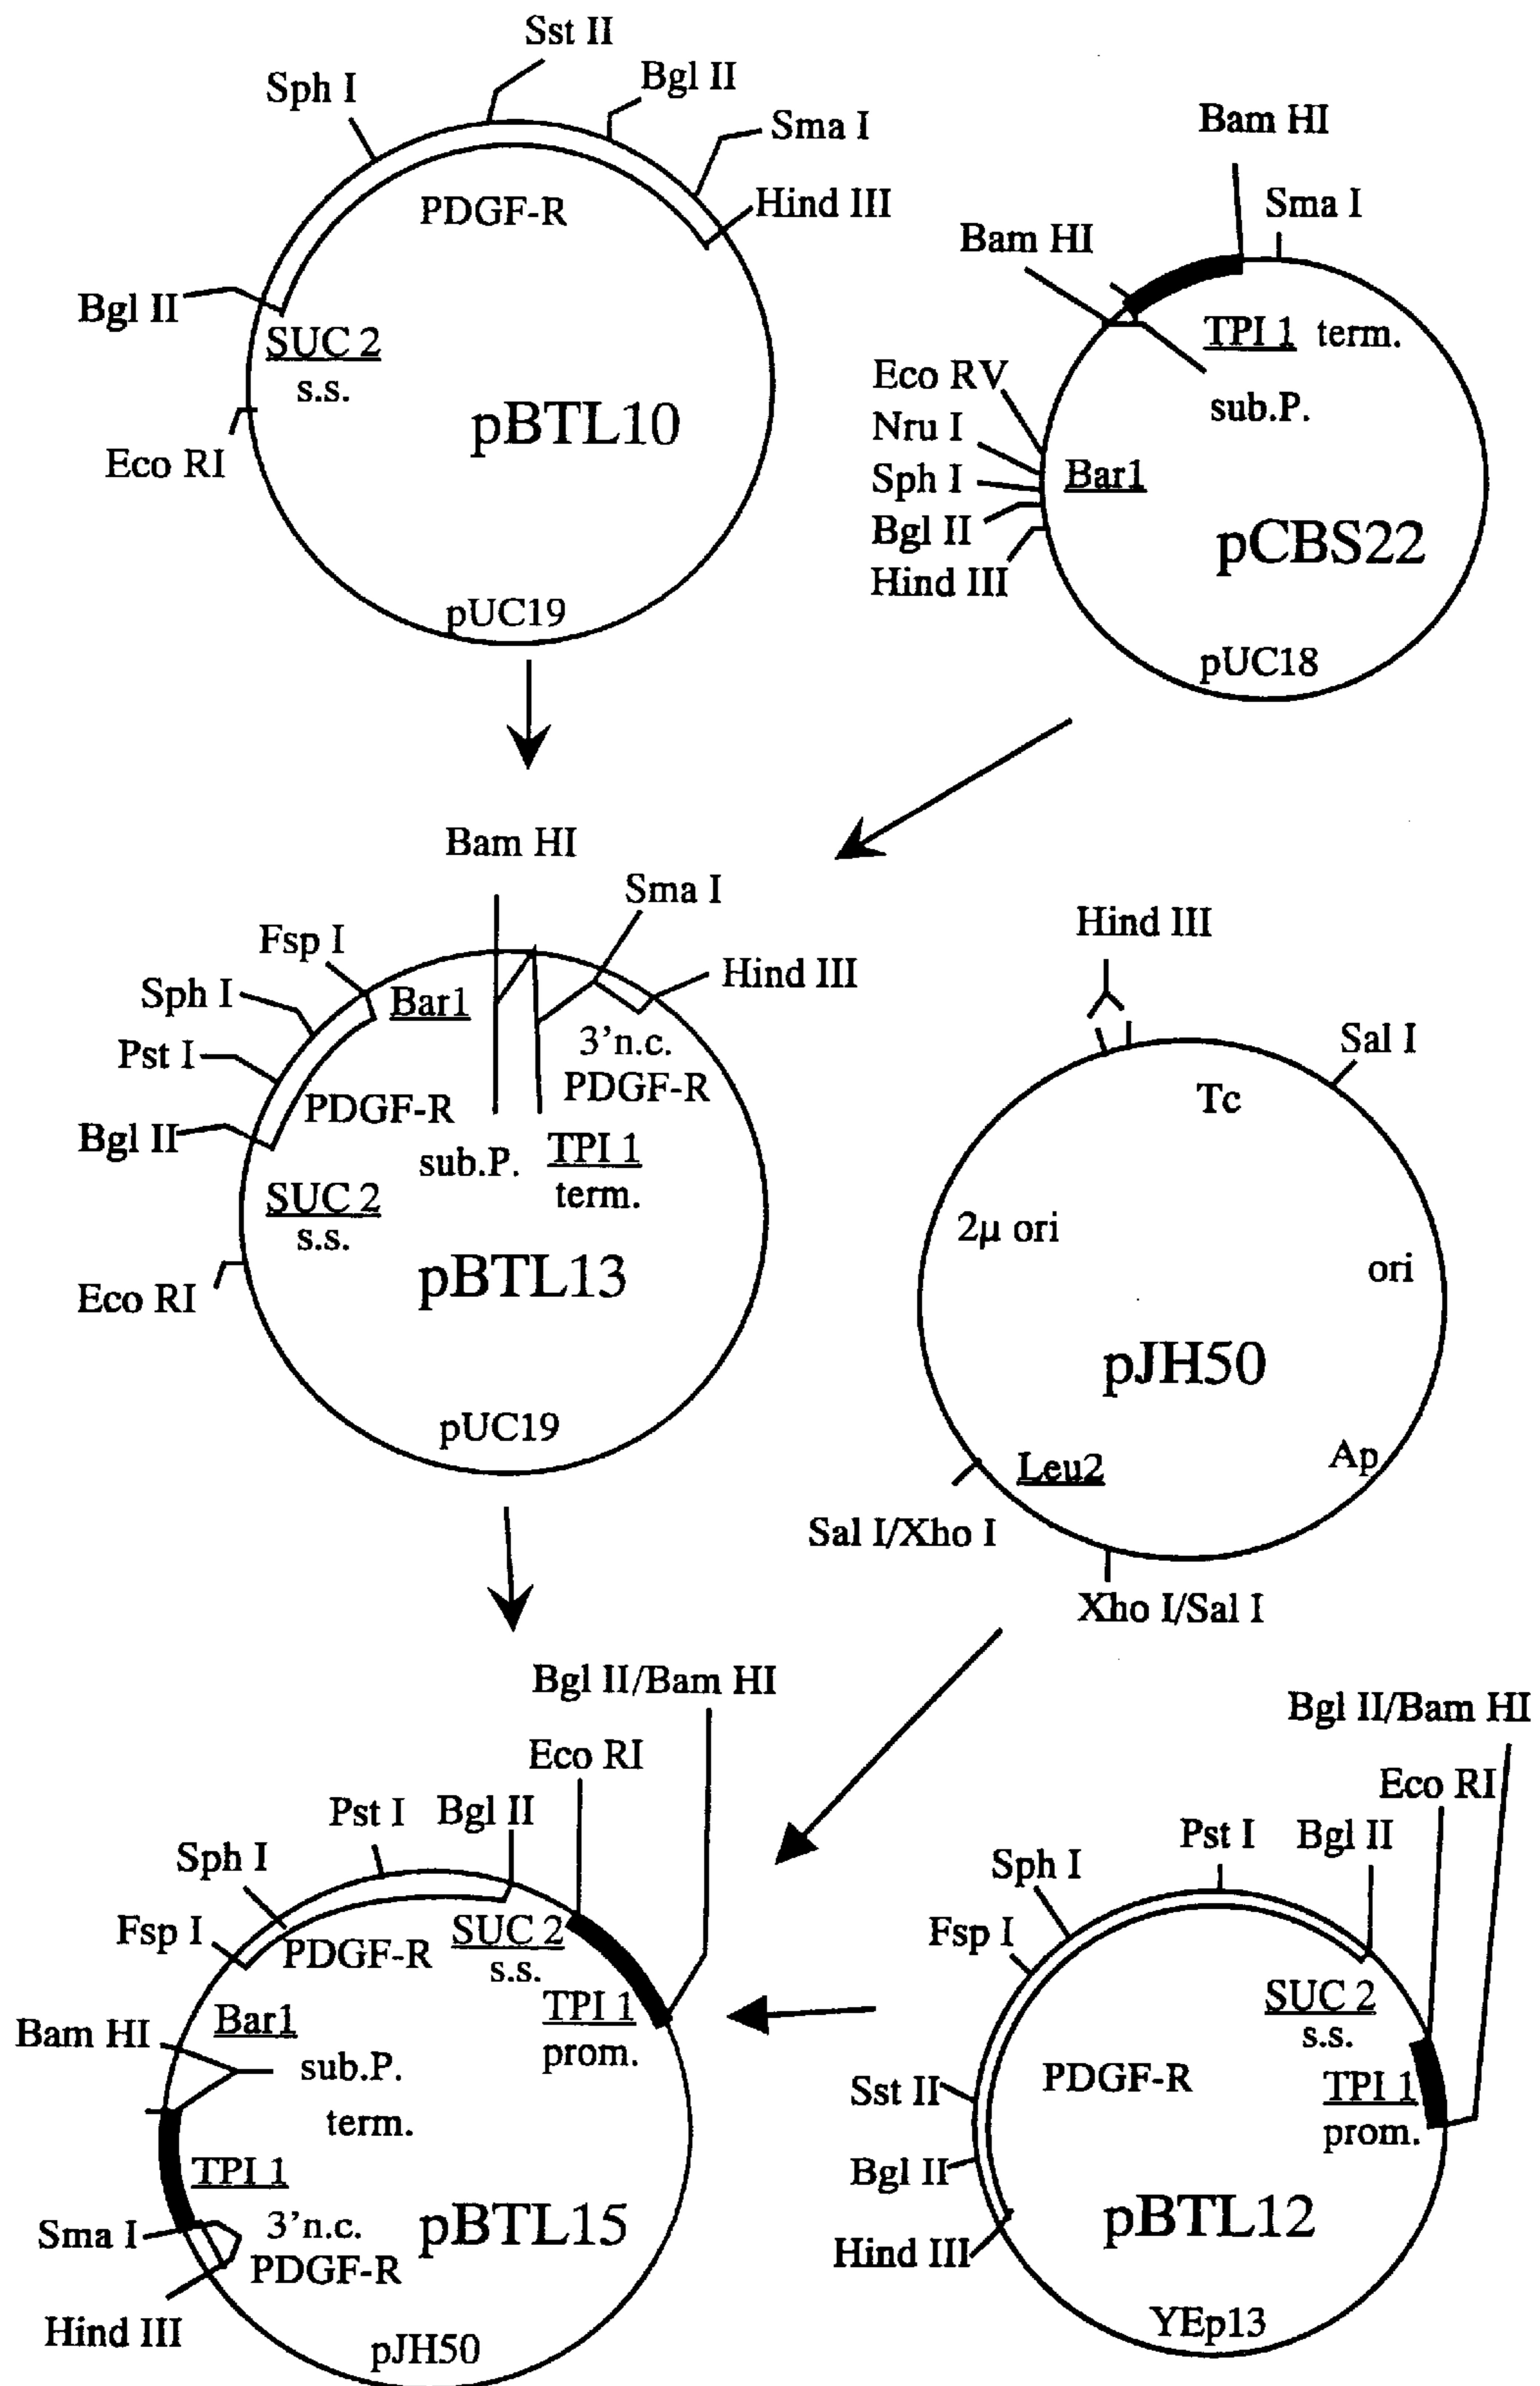 Sst II
Sph I
Bgl II
Sma I
PDGF-R
Hind III
Bgl II
SUC 2
s.s.
pBTL10
Eco RI
pUC19
Bam HI
Sma I
Bam HI
TPI 1 term.
Eco RV
sub.P.
Nru I
Sph I
Bar1
Bgl II
pCBS22
Hind III
pUC18
Bam HI
Sma I
Fsp I
Hind III
Sph I
Bar1
Pst I
3'n.c.
PDGF-R
PDGF-R
Bgl II
sub.P.
TPI 1
term.
SUC 2
s.s.
pBTL13
Eco RI
pUC19
Hind III
Sal I
Tc
2μ ori
ori
pJH50
Leu2
Ap
Sal I/Xho I
Xho I/Sal I
Bgl II/Bam HI
Eco RI
Pst I
Bgl II
Sph I
Fsp I
PDGF-R
SUC 2
s.s.
TPI 1
prom.
Bar1
Bam HI
sub.P.
term.
TPI 1
Sma I
3'n.c.
PDGF-R
pBTL15
Hind III
pJH50
Bgl II/Bam HI
Eco RI
Pst I
Bgl II
Sph I
Fsp I
SUC 2
s.s.
PDGF-R
TPI 1
prom.
Sst II
Bgl II
pBTL12
Hind III
YEp13